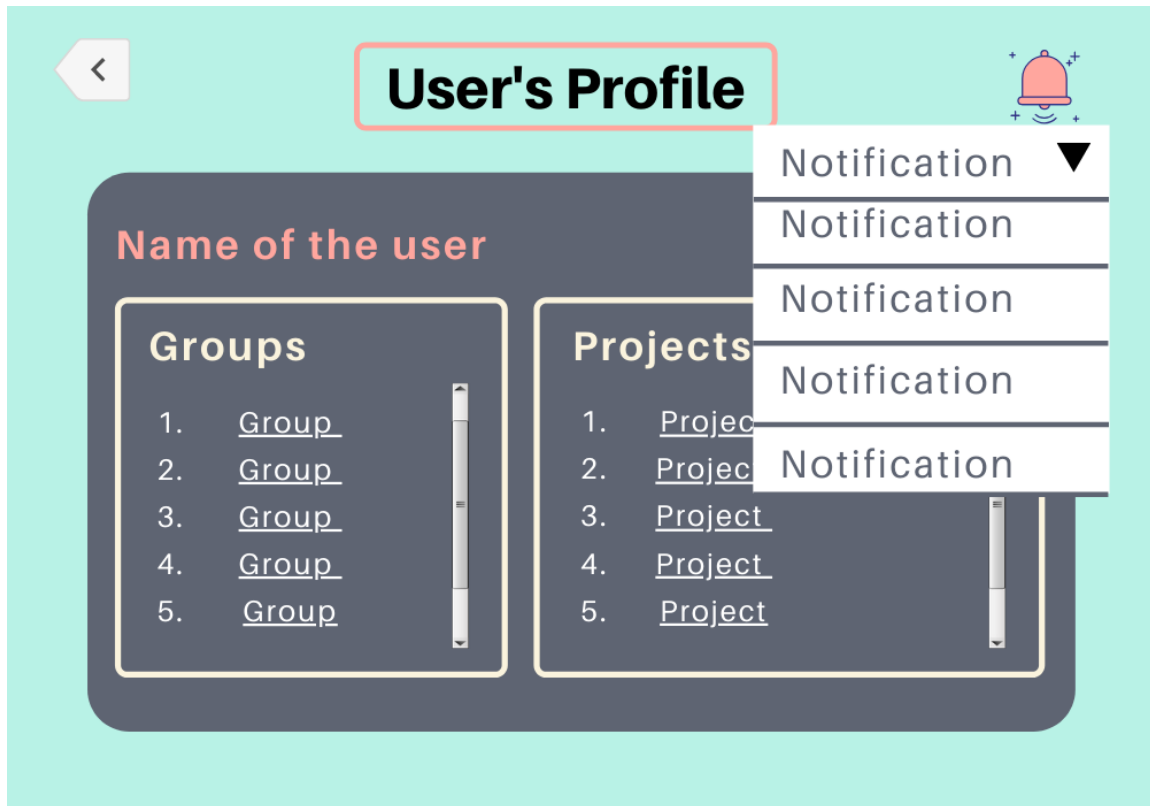 User's Profile
Notification
Notification
Notification
Notification
Notification
Name of the user
Groups
1. Group
2. Group
3. Group
4. Group
5. Group
Projects
1. Projec
2. Projec
3. Project
4. Project
5. Project